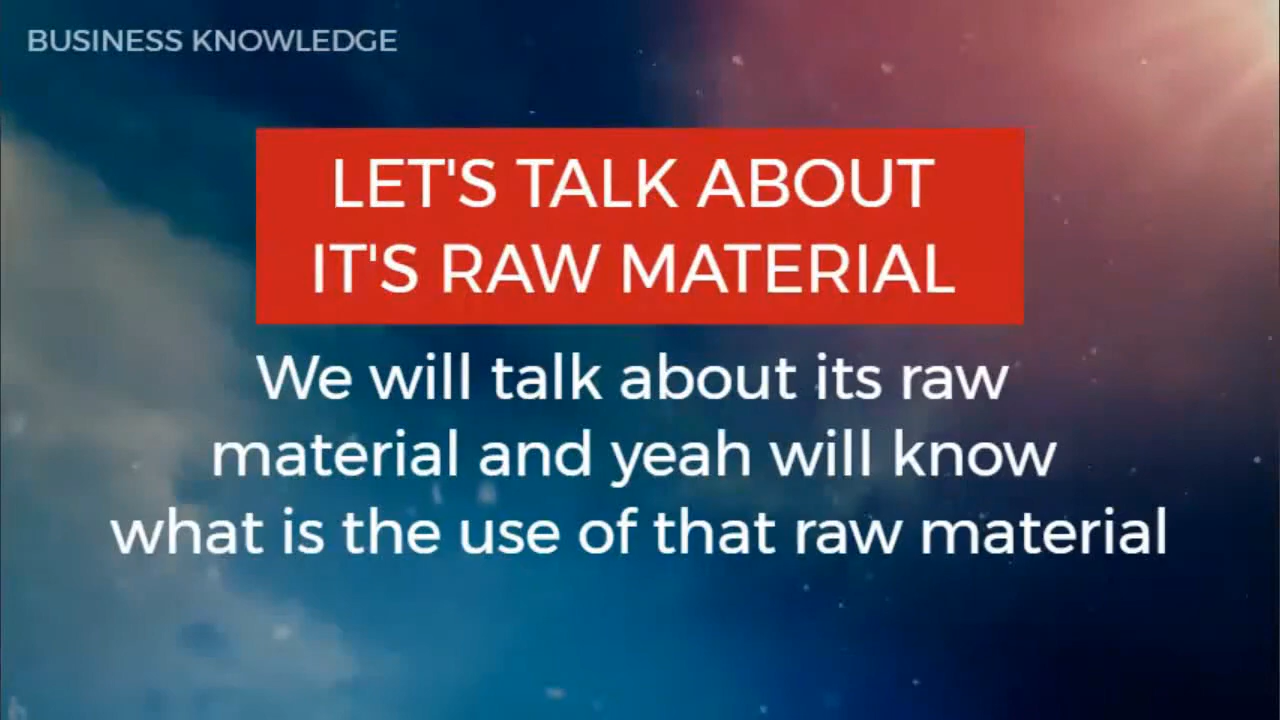 BUSINESS KNOWLEDGE
LET'S TALK ABOUT
IT'S RAW MATERIAL
We will talk about its raw
material and yeah will know
what is the use of that raw material